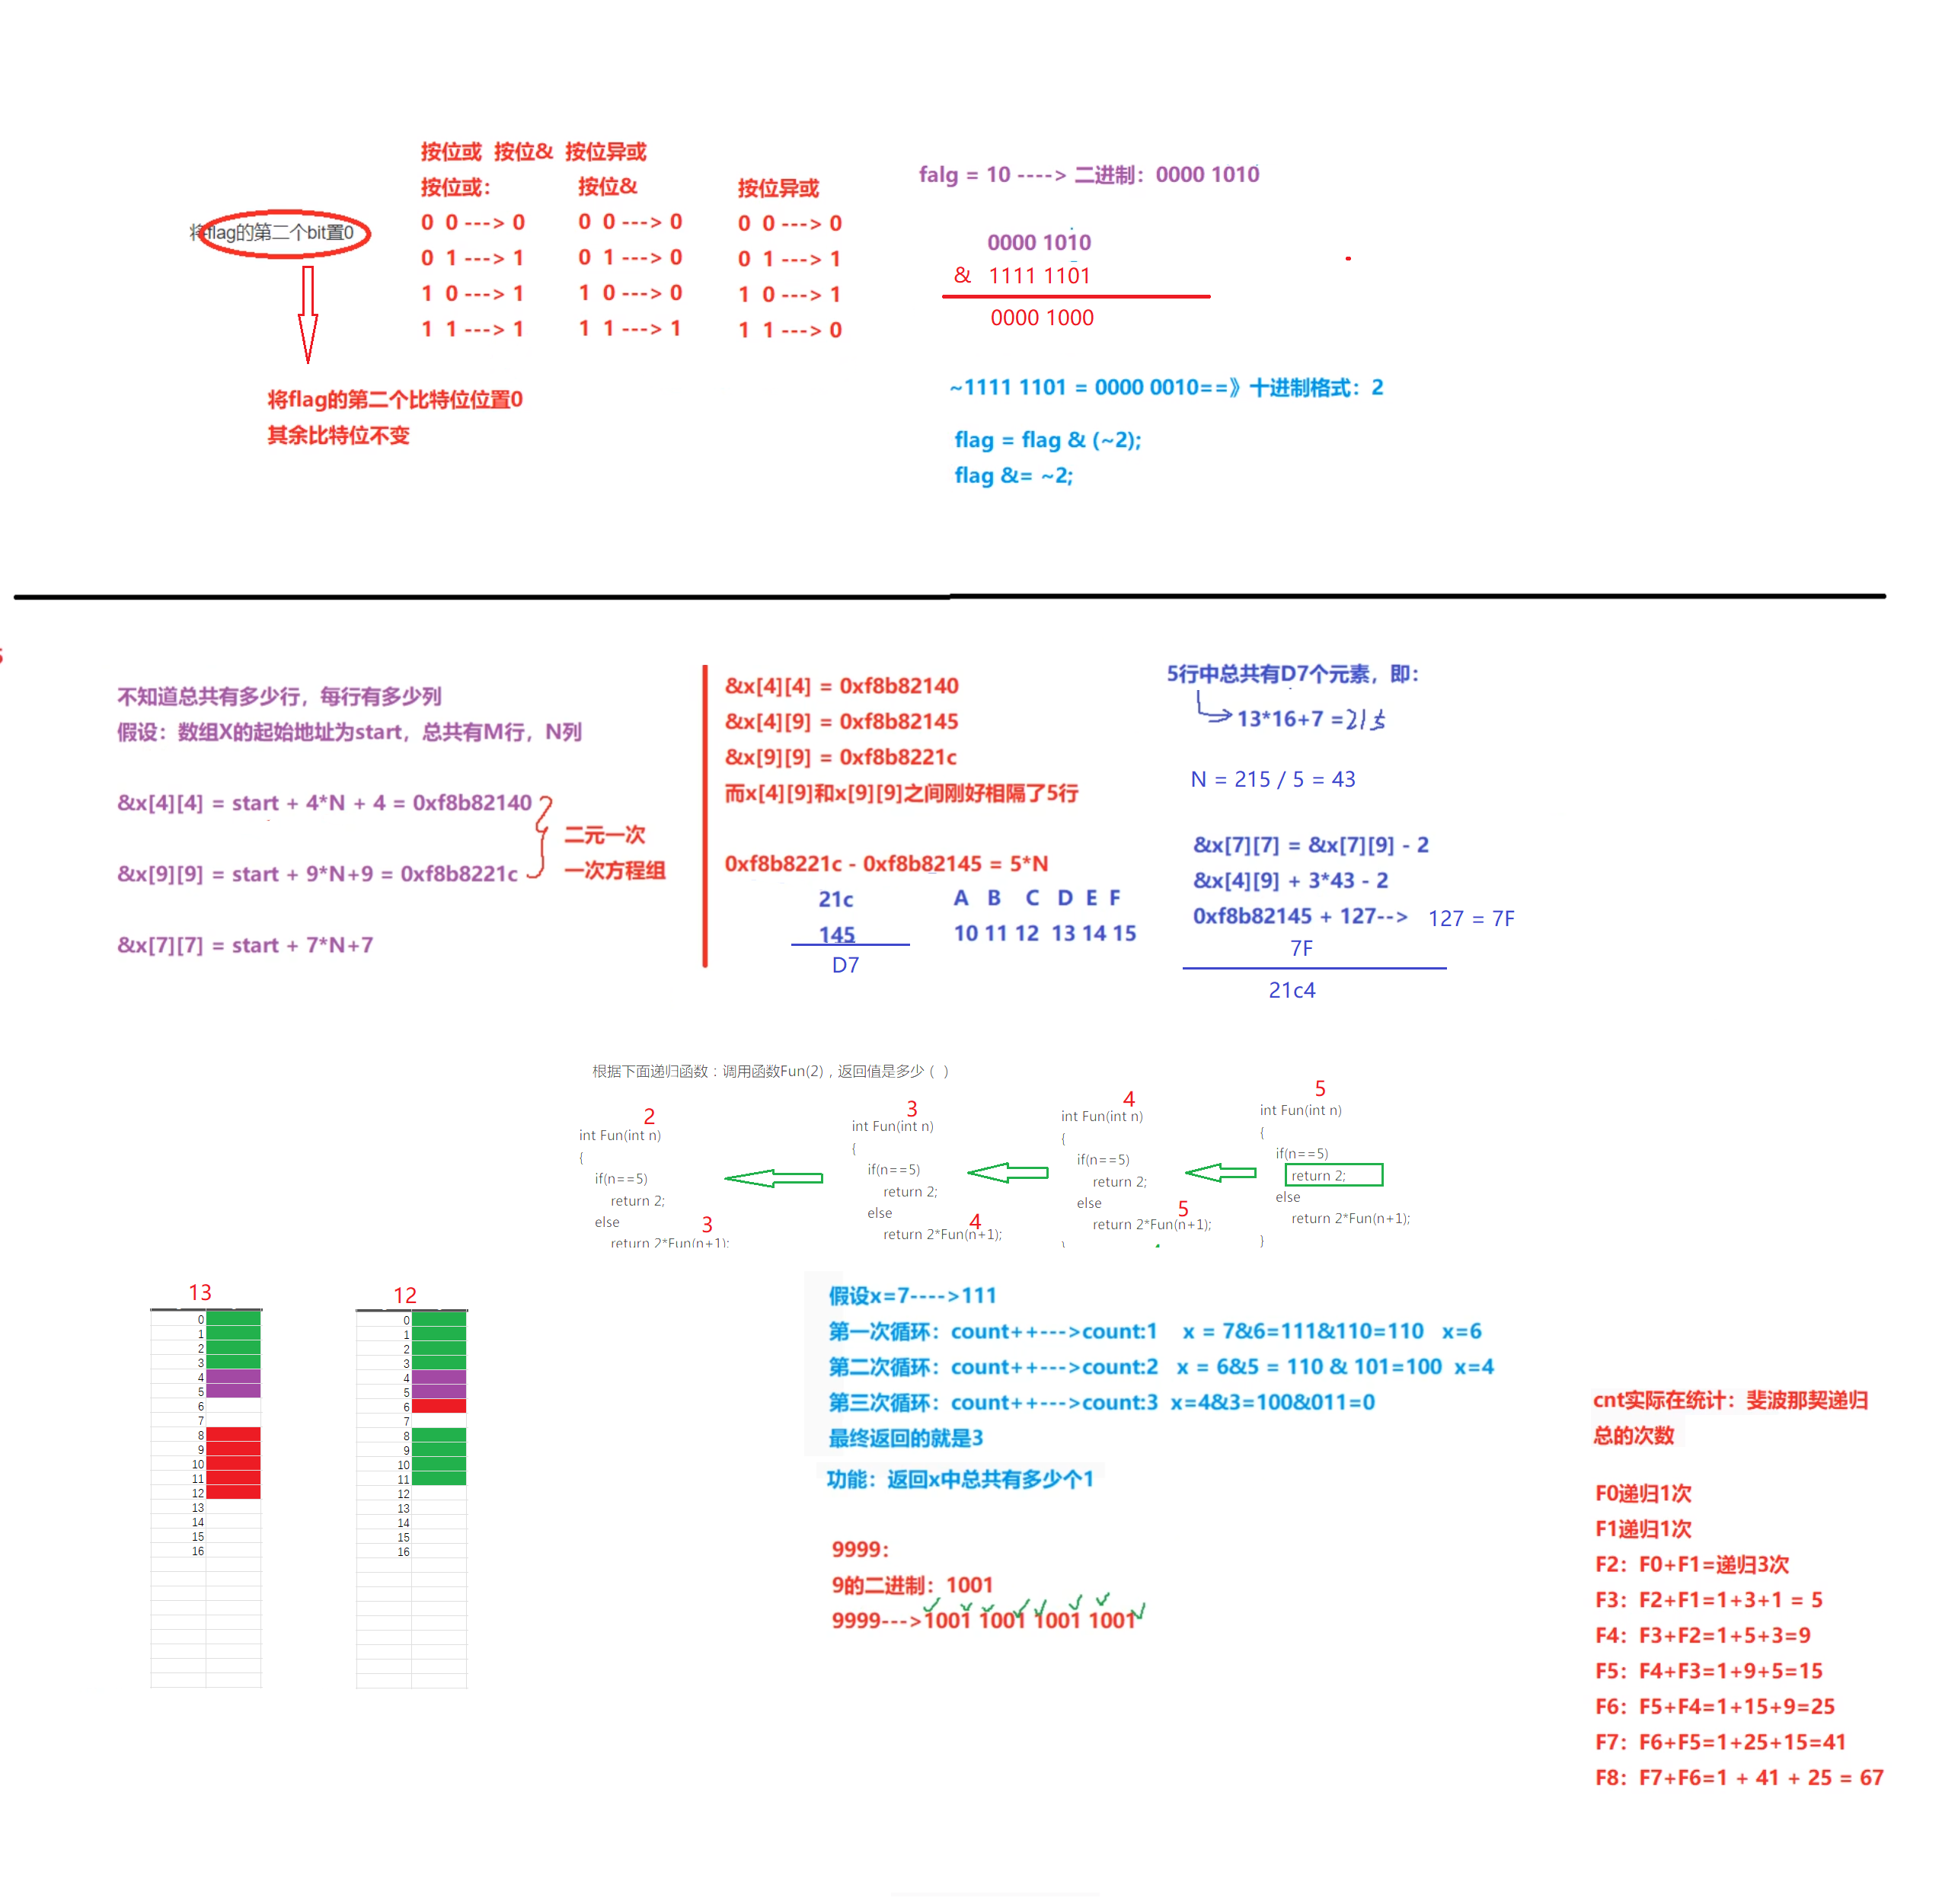 按位或 按位& 按位异或
按位或： 按位& 按位异或
0 0 ---> 0 0 0 ---> 0 0 0 ---> 0
0 1 ---> 1 0 1 ---> 0 0 1 ---> 1
1 0 ---> 1 1 0 ---> 0 1 0 ---> 1
1 1 ---> 1 1 1 ---> 1 1 1 ---> 0
将flag的第二个bit置0
将flag的第二个比特位位置0
其余比特位不变
falg = 10 ----> 二进制：0000 1010
0000 1010
& 1111 1101
0000 1000
~1111 1101 = 0000 0010==》十进制格式：2
flag = flag & (~2);
flag &= ~2;
不知道总共有多少行，每行有多少列
假设：数组X的起始地址为start，总共有M行，N列
&x[4][4] = start + 4*N + 4 = 0xf8b82140
&x[9][9] = start + 9*N+9 = 0xf8b8221c
&x[7][7] = start + 7*N+7
二元一次
一次方程组
&x[4][4] = 0xf8b82140
&x[4][9] = 0xf8b82145
&x[9][9] = 0xf8b8221c
而x[4][9]和x[9][9]之间刚好相隔了5行
0xf8b8221c - 0xf8b82145 = 5*N
21c
145
D7
A B C D E F
10 11 12 13 14 15
5行中总共有D7个元素，即：
13*16+7 =215
N = 215 / 5 = 43
&x[7][7] = &x[7][9] - 2
&x[4][9] + 3*43 - 2
0xf8b82145 + 127--> 127 = 7F
7F
21c4
根据下面递归函数：调用函数Fun(2)，返回值是多少（ ）
2
int Fun(int n)
{
if(n==5)
return 2;
else
3
return 2*Fun(n+1);
3
int Fun(int n)
{
if(n==5)
return 2;
else
4
return 2*Fun(n+1);
4
int Fun(int n)
{
if(n==5)
return 2;
else
5
return 2*Fun(n+1);
}
5
int Fun(int n)
{
if(n==5)
return 2;
else
return 2*Fun(n+1);
}
13
0
1
2
3
4
5
6
7
8
9
10
11
12
13
14
15
16
12
0
1
2
3
4
5
6
7
8
9
10
11
12
13
14
15
16
假设x=7---->111
第一次循环：count++--->count:1 x = 7&6=111&110=110 x=6
第二次循环：count++--->count:2 x = 6&5 = 110 & 101=100 x=4
第三次循环：count++--->count:3 x=4&3=100&011=0
最终返回的就是3
功能：返回x中总共有多少个1
9999：
9的二进制：1001
9999--->1001 1001 1001 1001
cnt实际在统计：斐波那契递归
总的次数
F0递归1次
F1递归1次
F2：F0+F1=递归3次
F3：F2+F1=1+3+1 = 5
F4：F3+F2=1+5+3=9
F5：F4+F3=1+9+5=15
F6：F5+F4=1+15+9=25
F7：F6+F5=1+25+15=41
F8：F7+F6=1 + 41 + 25 = 67